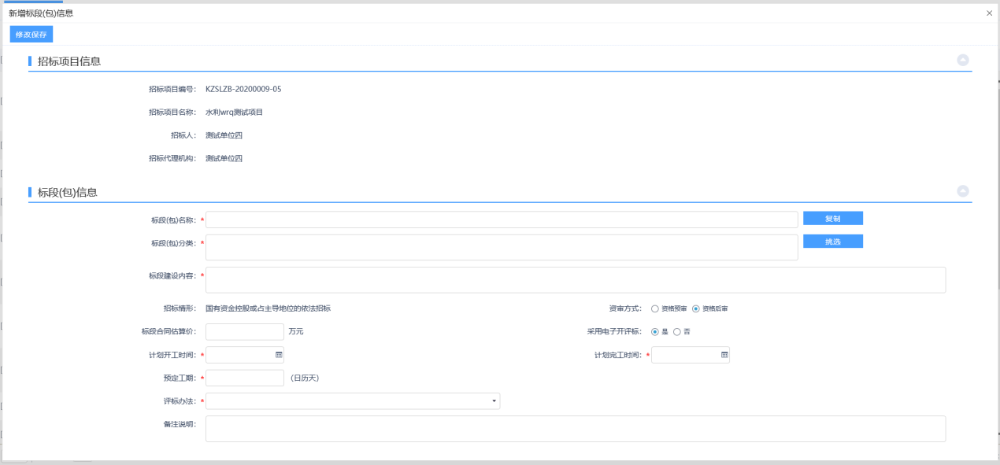 新增标段(包)信息
修改保存
招标项目信息
招标项目编号： KZSLZB-20200009-05
招标项目名称： 水利wrq测试项目
招标人： 测试单位四
招标代理机构： 测试单位四
标段(包)信息
标段(包)名称： * 复制
标段(包)分类： * 挑选
标段建设内容： *
招标情形： 国有资金控股或占主导地位的依法招标 资审方式： 资格预审 资格后审
标段合同估算价： 万元 采用电子开评标： 是 否
计划开工时间： * 计划完工时间： *
预定工期： * （日历天）
评标办法： *
备注说明：